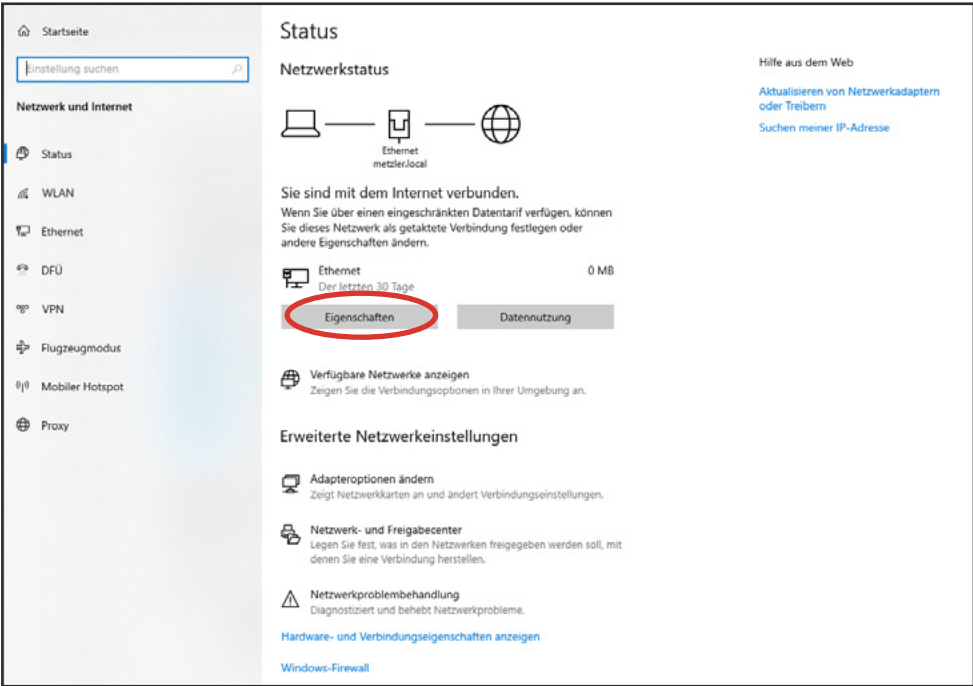 Startseite
Einstellung suchen
Netzwerk und Internet
Status
WLAN
Ethernet
DFÜ
VPN
Flugzeugmodus
Mobiler Hotspot
Proxy
Status
Netzwerkstatus
Ethernet
metzler.local
Sie sind mit dem Internet verbunden.
Wenn Sie über einen eingeschränkten Datentarif verfügen, können
Sie dieses Netzwerk als getaktete Verbindung festlegen oder
andere Eigenschaften ändern.
Ethernet 0 MB
Der letzten 30 Tage
Eigenschaften Datennutzung
Verfügbare Netzwerke anzeigen
Zeigen Sie die Verbindungsoptionen in Ihrer Umgebung an.
Erweiterte Netzwerkeinstellungen
Adapteroptionen ändern
Zeigt Netzwerkkarten an und ändert Verbindungseinstellungen.
Netzwerk- und Freigabecenter
Legen Sie fest, was in den Netzwerken freigegeben werden soll, mit
denen Sie eine Verbindung herstellen.
Netzwerkproblembehandlung
Diagnostiziert und behebt Netzwerkprobleme.
Hardware- und Verbindungseigenschaften anzeigen
Windows-Firewall
Hilfe aus dem Web
Aktualisieren von Netzwerkadaptern
oder Treibern
Suchen meiner IP-Adresse